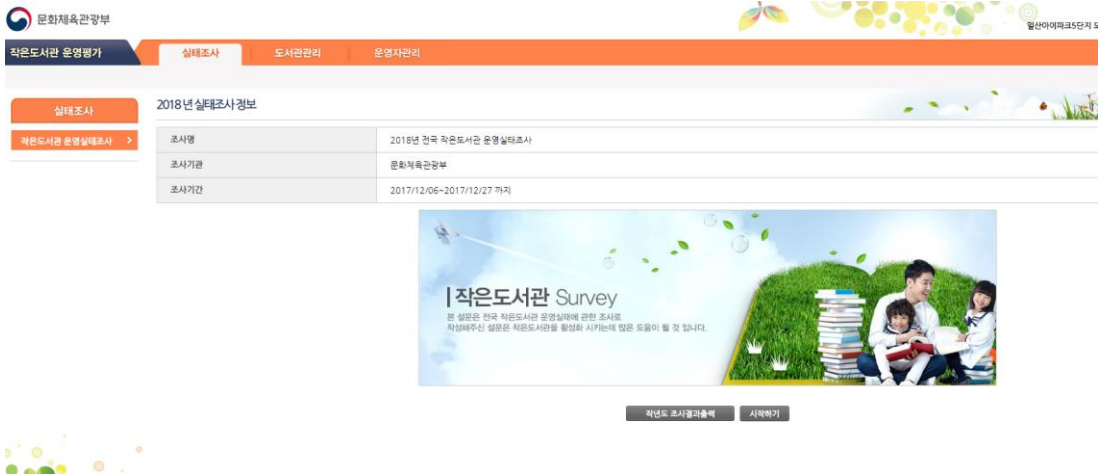 문화체육관광부
일산아이파크5단지
작은도서관 운영평가
실태조사
도서관관리
운영자관리
실태조사
작은도서관 운영실태조사 >
2018년 실태조사 정보
조사명
2018년 전국 작은도서관 운영실태조사
조사기관
문화체육관광부
조사기간
2017/12/06~2017/12/27 까지
작은도서관 Survey
본 설문은 전국 작은도서관 운영실태에 관한 조사로
작성해주신 설문은 작은도서관을 활성화 시키는데 많은 도움이 될 것 입니다.
작년도 조사결과출력
시작하기